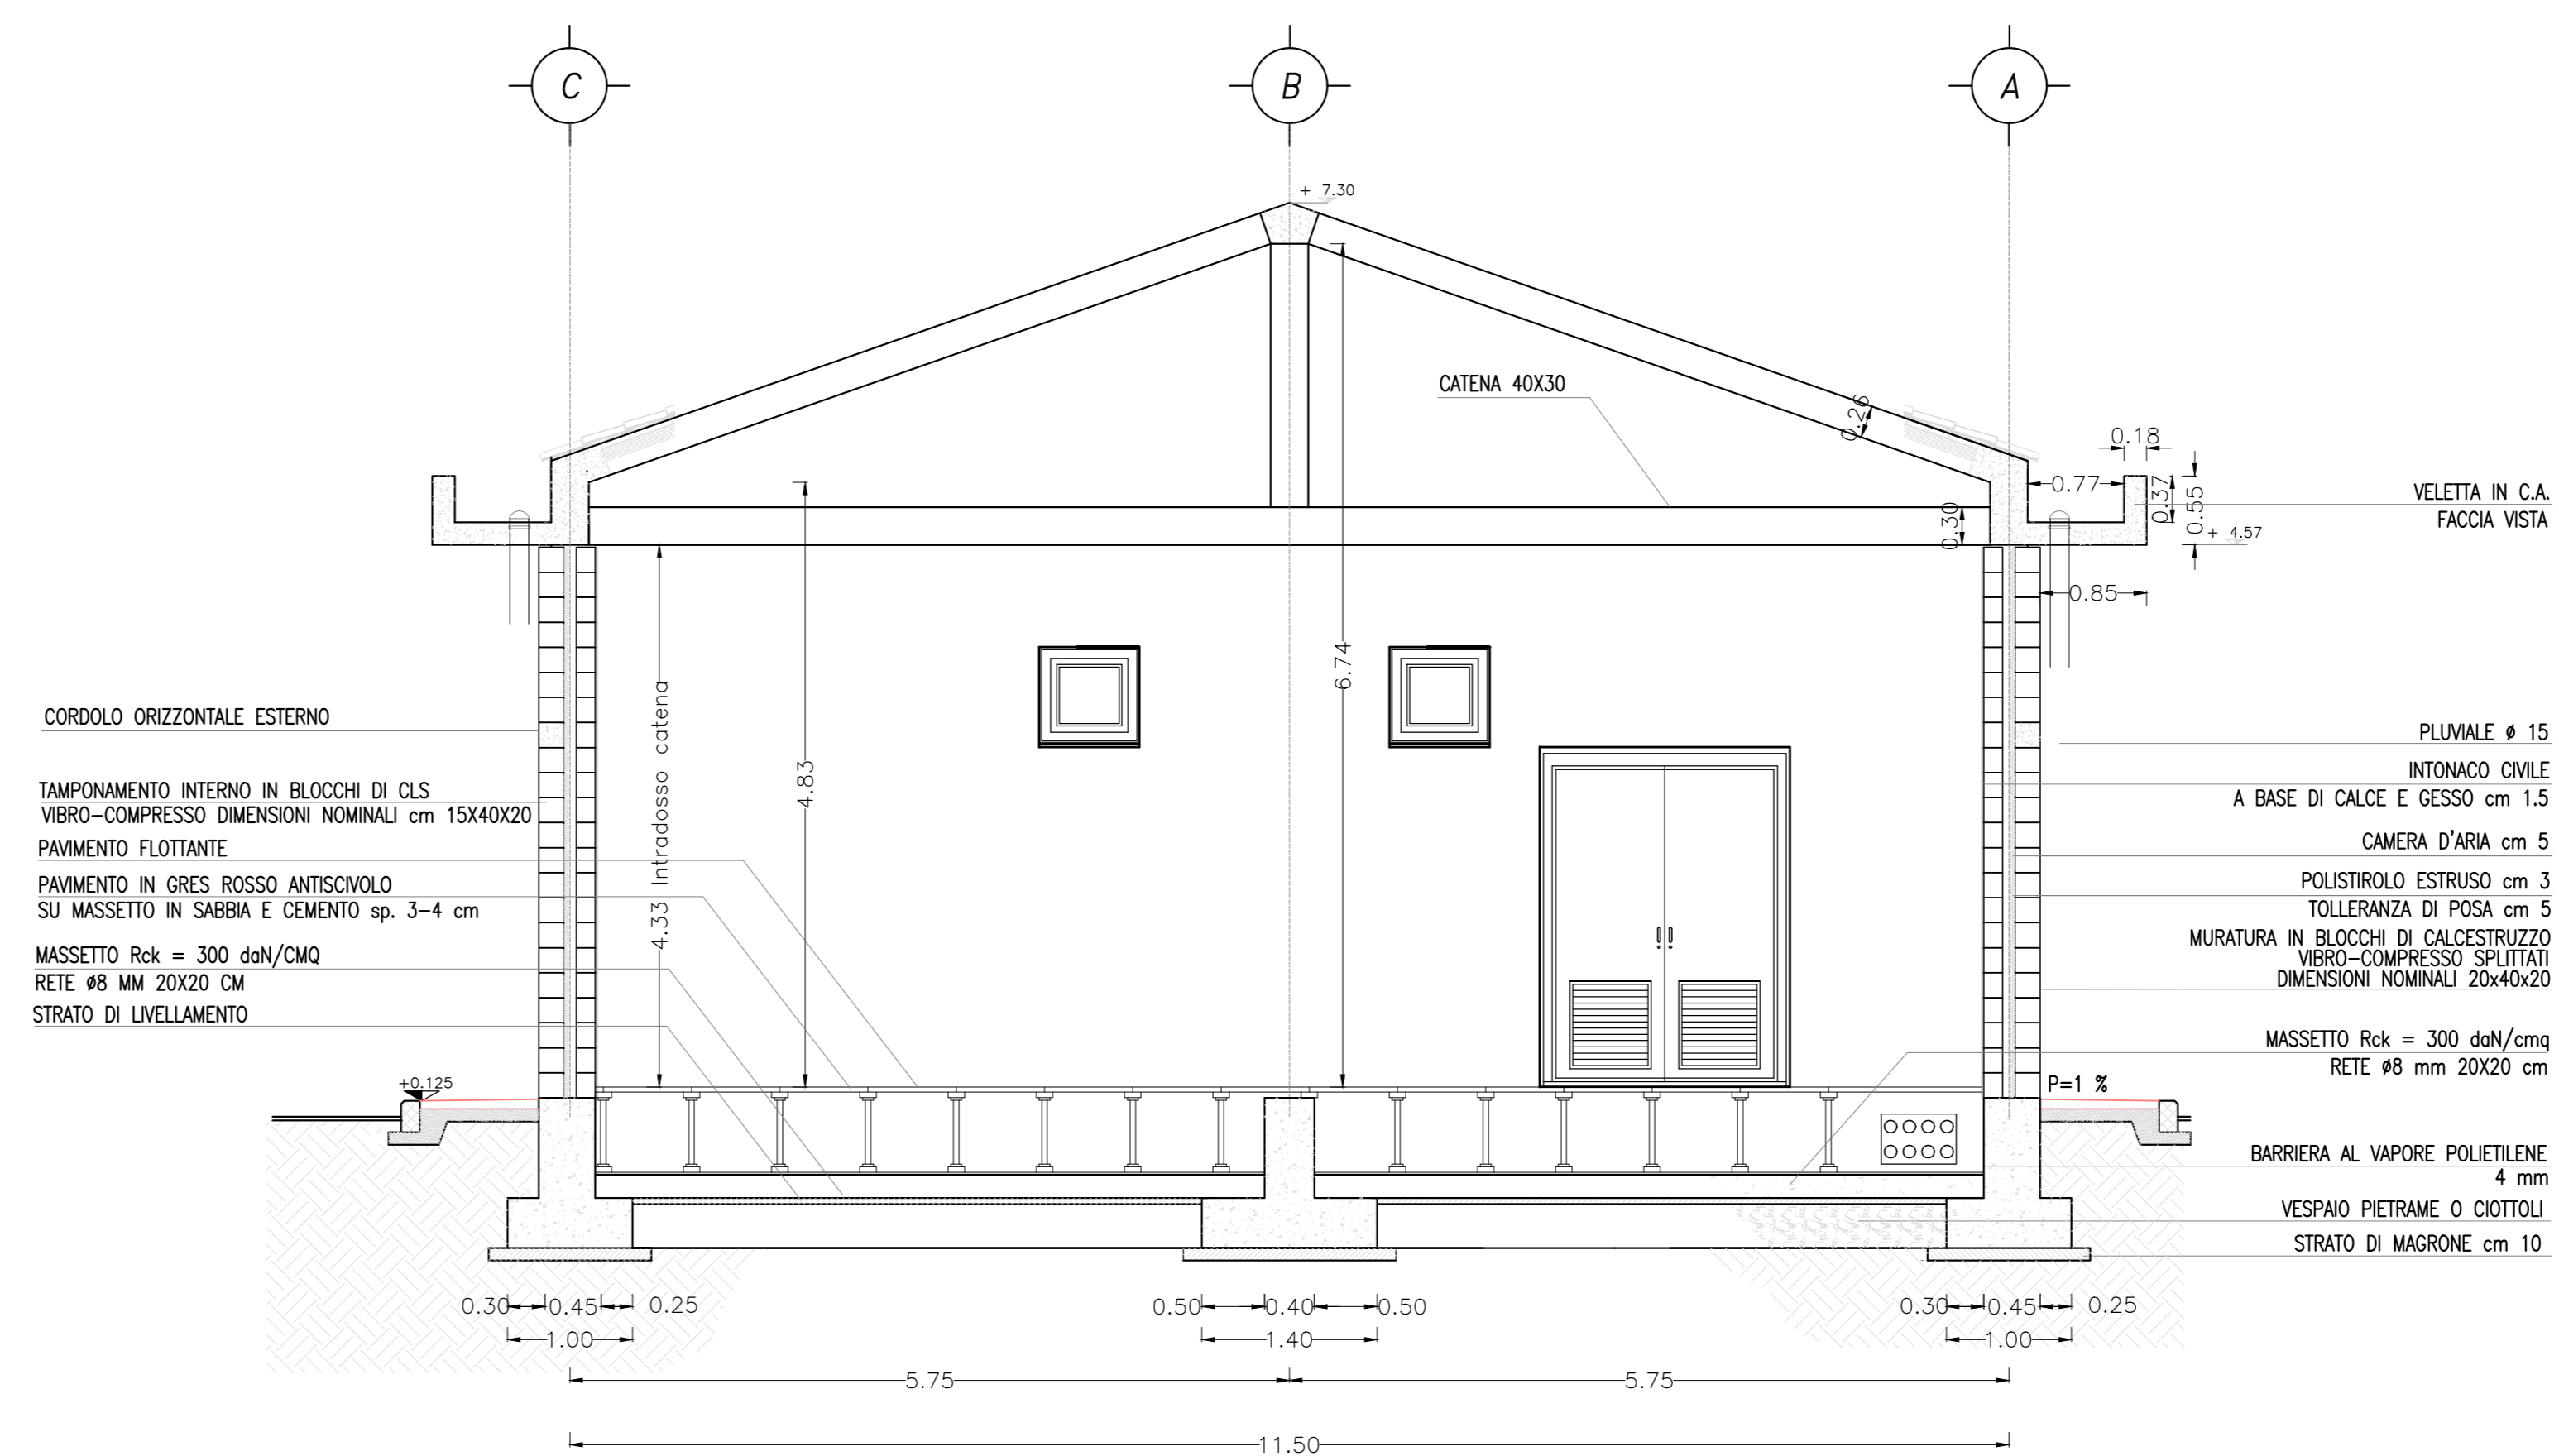 C
B
A
+ 7.30
CATENA 40X30
0.26
0.18
0.77
0.37
0.55
VELETTA IN C.A.
FACCIA VISTA
0.30
+ 4.57
0.85
4.33 Intradosso catena
4.83
6.74
CORDOLO ORIZZONTALE ESTERNO
TAMPONAMENTO INTERNO IN BLOCCHI DI CLS
VIBRO-COMPRESSO DIMENSIONI NOMINALI cm 15X40X20
PAVIMENTO FLOTTANTE
PAVIMENTO IN GRES ROSSO ANTISCIVOLO
SU MASSETTO IN SABBIA E CEMENTO sp. 3-4 cm
MASSETTO Rck = 300 daN/CMQ
RETE ø8 MM 20X20 CM
STRATO DI LIVELLAMENTO
+0.125
PLUVIALE ø 15
INTONACO CIVILE
A BASE DI CALCE E GESSO cm 1.5
CAMERA D'ARIA cm 5
POLISTIROLO ESTRUSO cm 3
TOLLERANZA DI POSA cm 5
MURATURA IN BLOCCHI DI CALCESTRUZZO
VIBRO-COMPRESSO SPLITTATI
DIMENSIONI NOMINALI 20x40x20
MASSETTO Rck = 300 daN/cmq
RETE ø8 mm 20X20 cm
P=1 %
BARRIERA AL VAPORE POLIETILENE
4 mm
VESPAIO PIETRAME O CIOTTOLI
STRATO DI MAGRONE cm 10
0.30 0.45 0.25
1.00
0.50 0.40 0.50
1.40
0.30 0.45 0.25
1.00
5.75
5.75
11.50